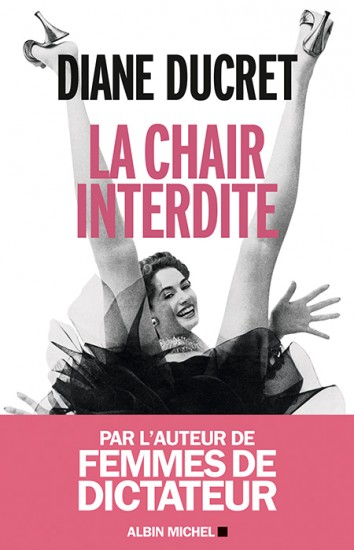 DIANE DUCRET
LA CHAIR
INTERDITE
PAR L'AUTEUR DE
FEMMES DE
DICTATEUR
ALBIN MICHEL